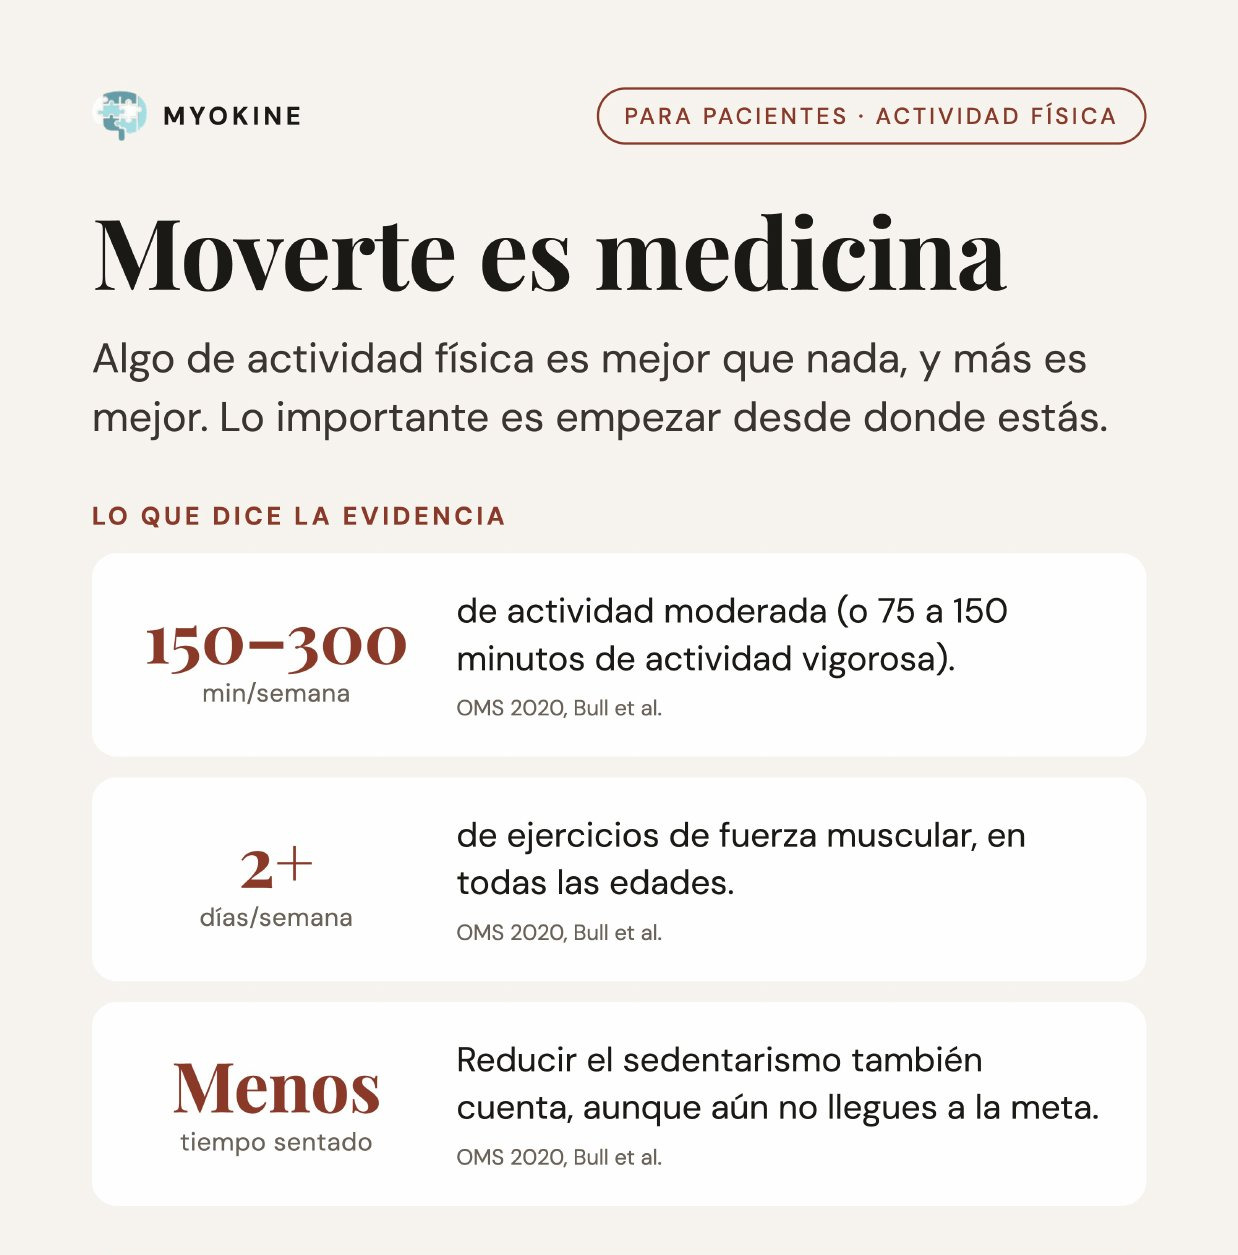 MYOKINE
PARA PACIENTES · ACTIVIDAD FÍSICA
Moverte es medicina
Algo de actividad física es mejor que nada, y más es
mejor. Lo importante es empezar desde donde estás.
LO QUE DICE LA EVIDENCIA
150–300
min/semana
de actividad moderada (o 75 a 150
minutos de actividad vigorosa).
OMS 2020, Bull et al.
2+
días/semana
de ejercicios de fuerza muscular, en
todas las edades.
OMS 2020, Bull et al.
Menos
tiempo sentado
Reducir el sedentarismo también
cuenta, aunque aún no llegues a la meta.
OMS 2020, Bull et al.